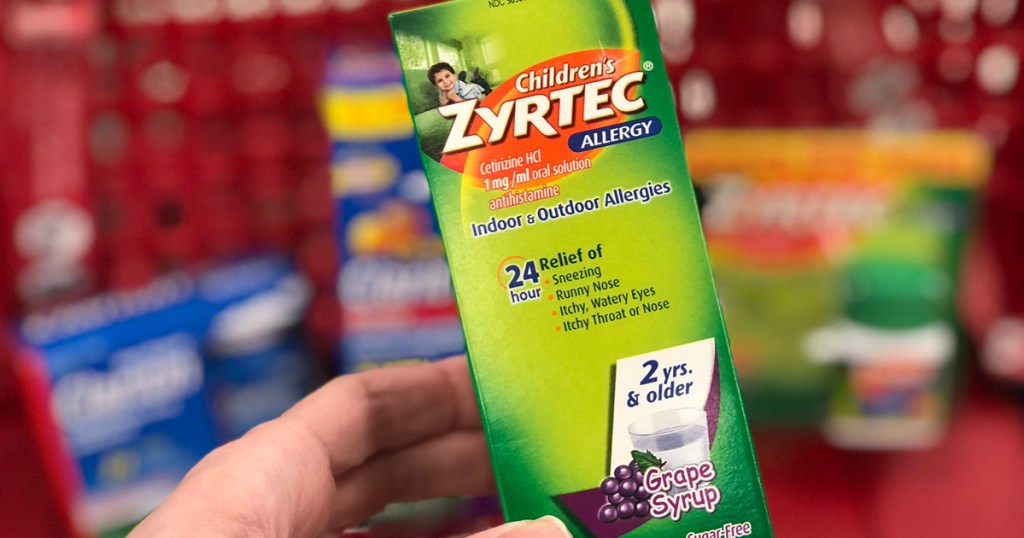 Children's
ZYRTEC®
ALLERGY
Cetirizine HCl
1 mg/ml oral solution
antihistamine
Indoor & Outdoor Allergies
24
hour
Relief of
• Sneezing
• Runny Nose
• Itchy, Watery Eyes
• Itchy Throat or Nose
2 yrs.
& older
Grape
Syrup
Sugar-Free